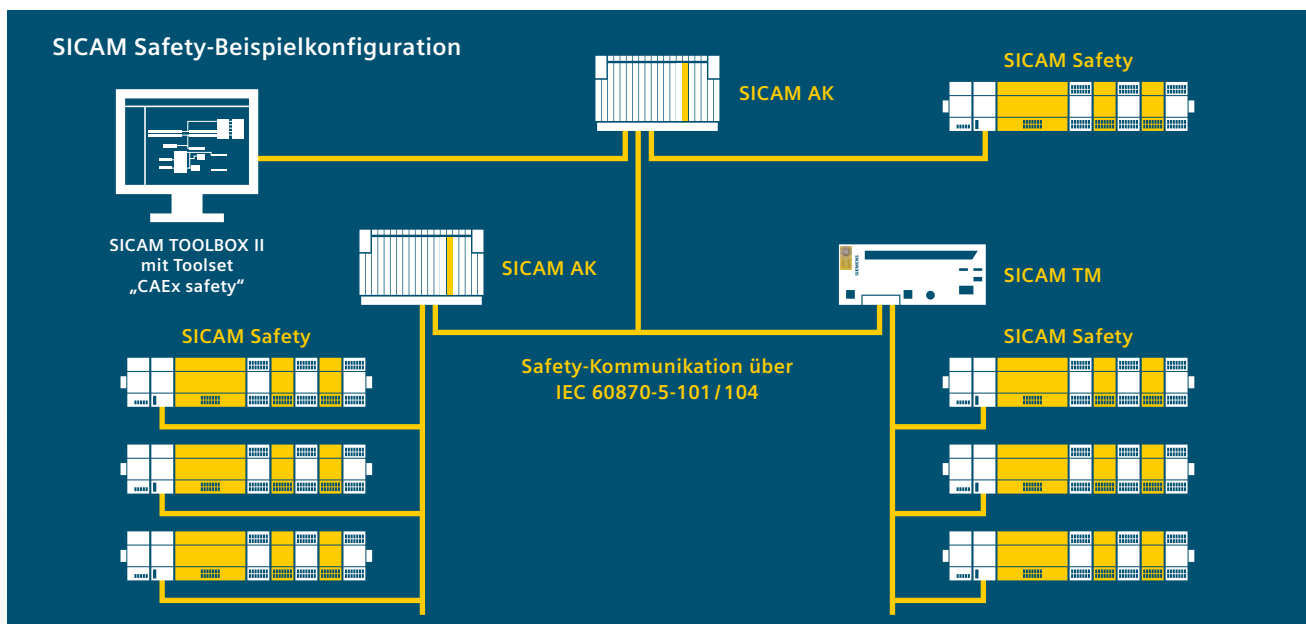 SICAM Safety-Beispielkonfiguration
SICAM AK
SICAM Safety
SICAM TOOLBOX II
mit Toolset
„CAEx safety“
SICAM AK
SIEMENS
SICAM TM
SICAM Safety
Safety-Kommunikation über
IEC 60870-5-101/104
SICAM Safety